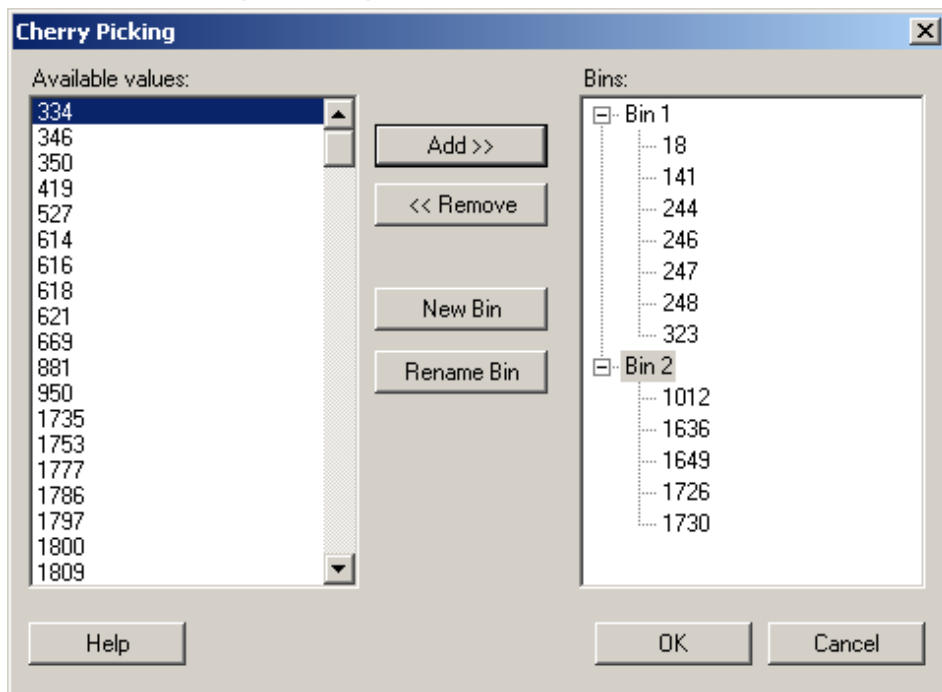 Cherry Picking
Available values:
334
346
350
419
527
614
616
618
621
669
881
950
1735
1753
1777
1786
1797
1800
1809
Add >>
<< Remove
New Bin
Rename Bin
Bins:
Bin 1
18
141
244
246
247
248
323
Bin 2
1012
1636
1649
1726
1730
Help
OK
Cancel